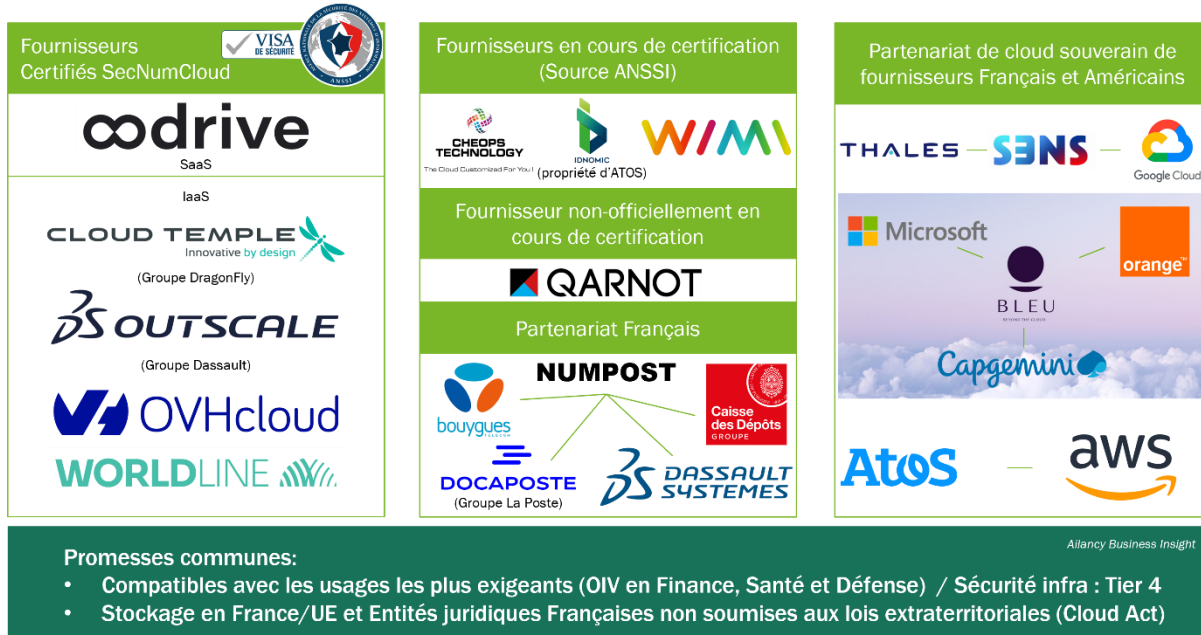 Fournisseurs
Certifiés SecNumCloud
VISA
DE SÉCURITÉ
ANSSI
oodrive
SaaS
IaaS
CLOUD TEMPLE
Innovative by design
(Groupe DragonFly)
OUTSCALE
(Groupe Dassault)
OVHcloud
WORLDLINE
Fournisseurs en cours de certification
(Source ANSSI)
CHEOPS
TECHNOLOGY
The Cloud Customized For You !
IDNOMIC
(propriété d'ATOS)
WIMI
Fournisseur non-officiellement en
cours de certification
QARNOT
Partenariat Français
NUMPOST
bouygues
TELECOM
Caisse
des Dépôts
GROUPE
DOCAPOSTE
(Groupe La Poste)
DASSAULT
SYSTEMES
Partenariat de cloud souverain de
fournisseurs Français et Américains
THALES
S3NS
Google Cloud
Microsoft
orange™
BLEU
BEYOND THE CLOUD
Capgemini
Atos
aws
Ailancy Business Insight
Promesses communes:
• Compatibles avec les usages les plus exigeants (OIV en Finance, Santé et Défense) / Sécurité infra : Tier 4
• Stockage en France/UE et Entités juridiques Françaises non soumises aux lois extraterritoriales (Cloud Act)